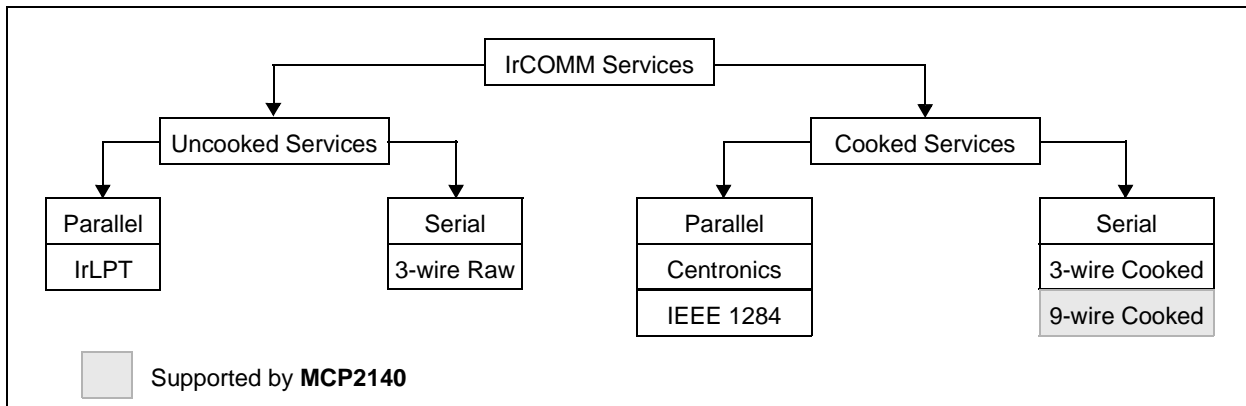 IrCOMM Services
Uncooked Services
Cooked Services
Parallel
IrLPT
Serial
3-wire Raw
Parallel
Centronics
IEEE 1284
Serial
3-wire Cooked
9-wire Cooked
Supported by MCP2140